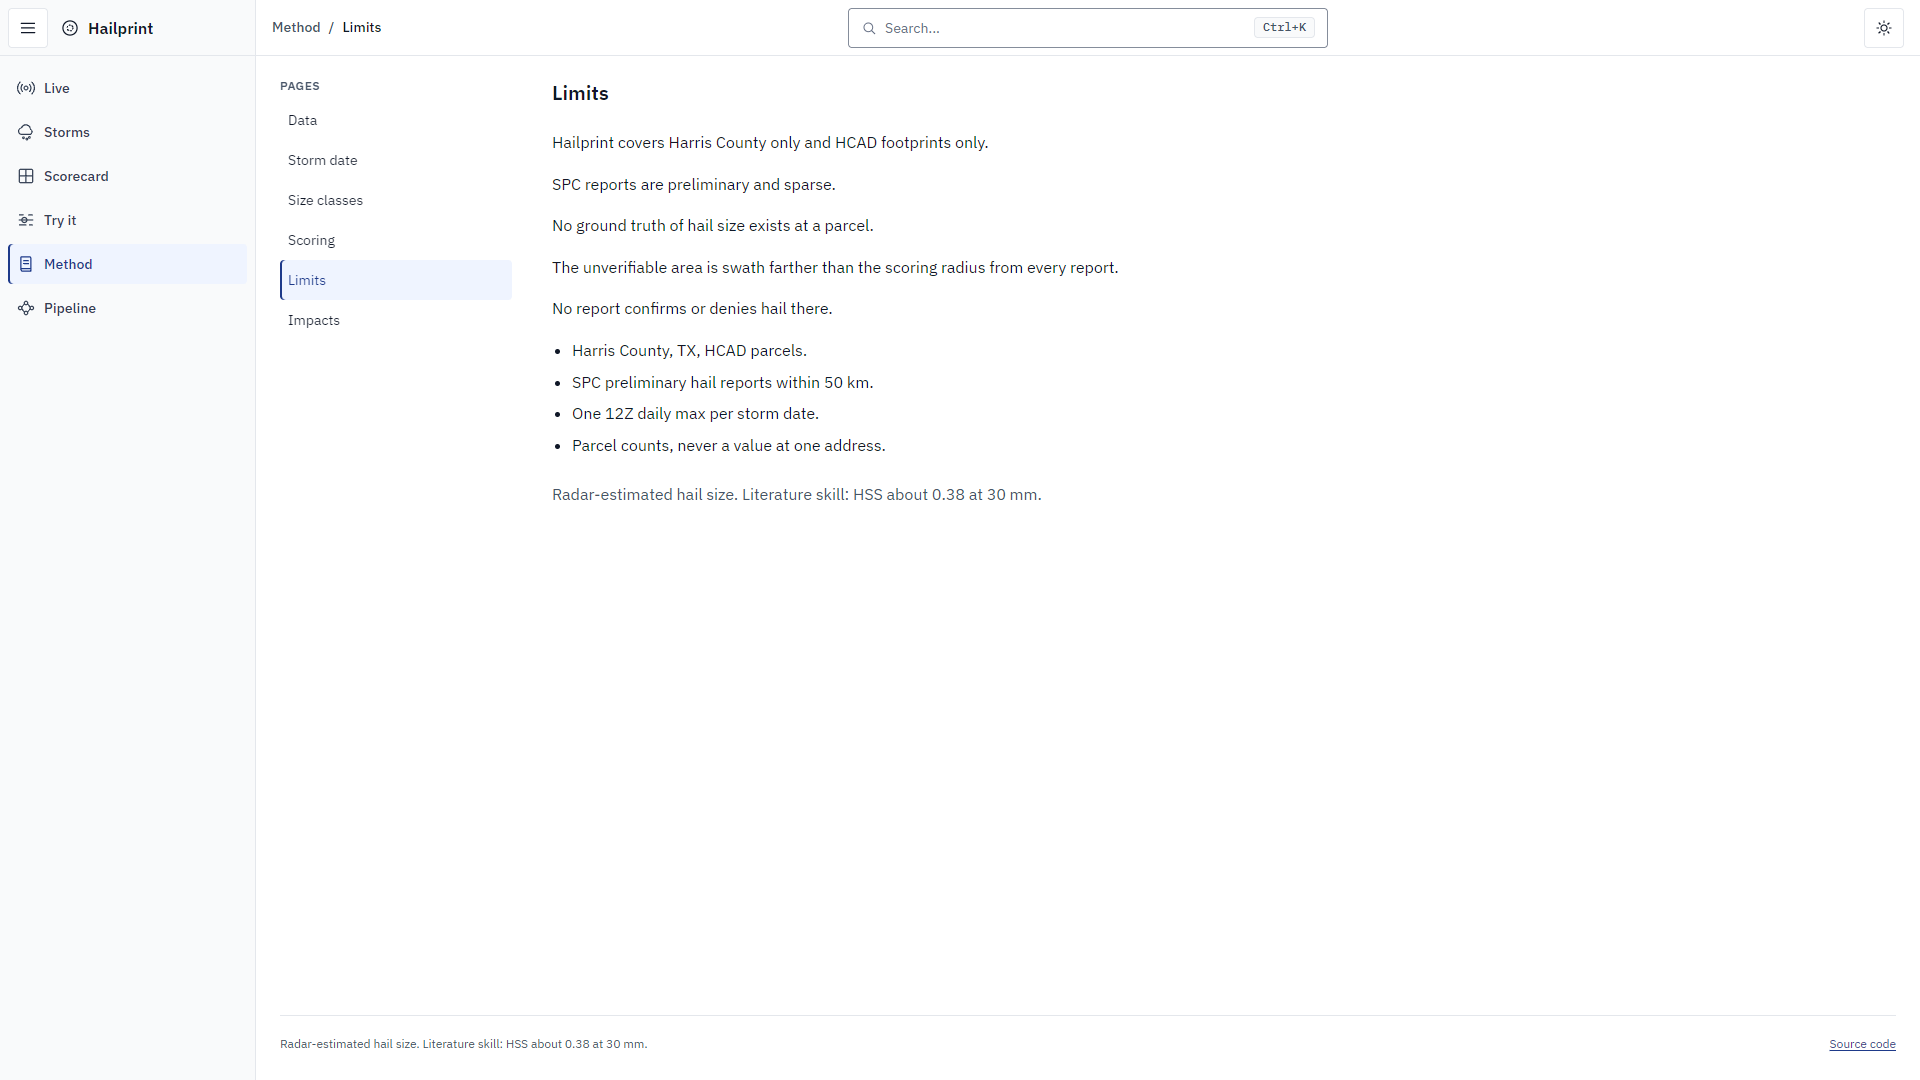 Hailprint
Method / Limits
Search...
Ctrl+K
Live
Storms
Scorecard
Try it
Method
Pipeline
PAGES
Data
Storm date
Size classes
Scoring
Limits
Impacts
Limits
Hailprint covers Harris County only and HCAD footprints only.
SPC reports are preliminary and sparse.
No ground truth of hail size exists at a parcel.
The unverifiable area is swath farther than the scoring radius from every report.
No report confirms or denies hail there.
• Harris County, TX, HCAD parcels.
• SPC preliminary hail reports within 50 km.
• One 12Z daily max per storm date.
• Parcel counts, never a value at one address.
Radar-estimated hail size. Literature skill: HSS about 0.38 at 30 mm.
Radar-estimated hail size. Literature skill: HSS about 0.38 at 30 mm.
Source code